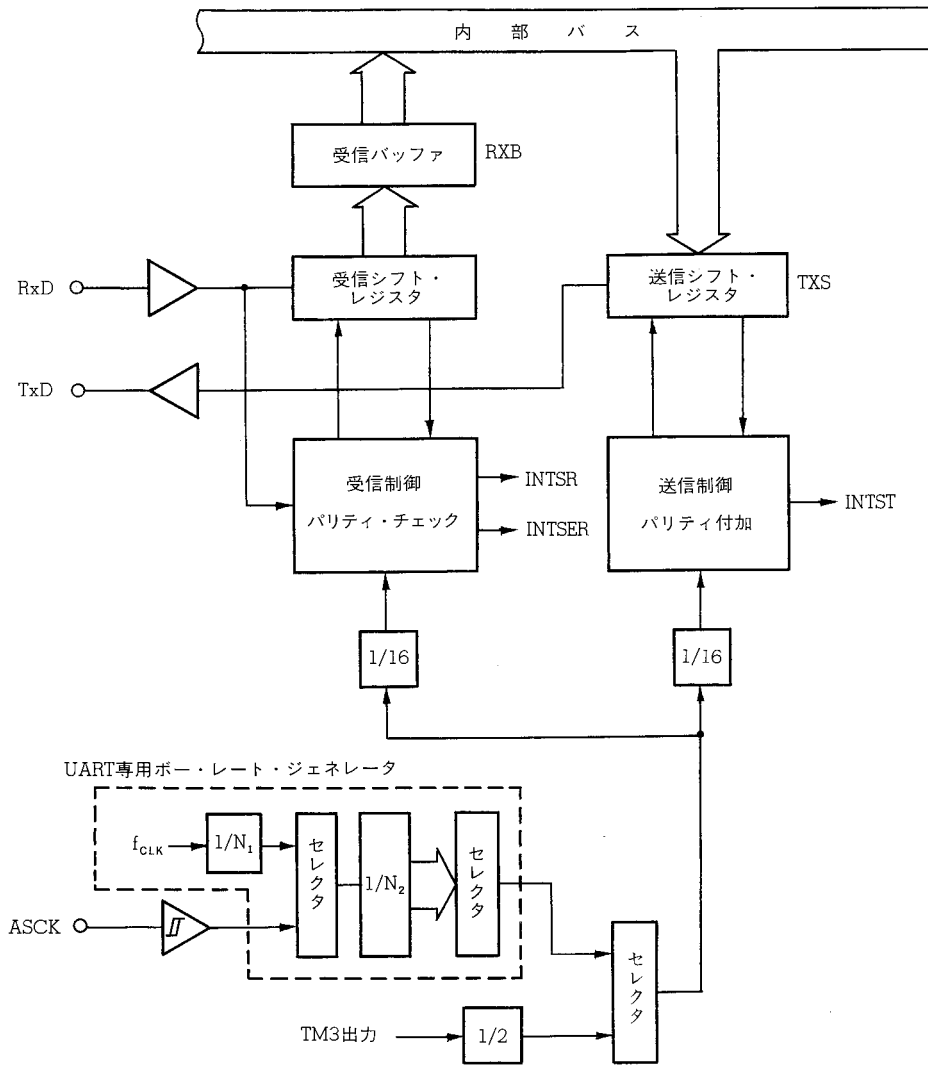 内部バス
受信バッファ
RXB
受信シフト・
レジスタ
送信シフト・
レジスタ
TXS
RxD
TxD
受信制御
パリティ・チェック
INTSR
INTSER
送信制御
パリティ付加
INTST
1/16
1/16
UART専用ボー・レート・ジェネレータ
fCLK
1/N1
セレクタ
1/N2
セレクタ
ASCK
セレクタ
TM3出力
1/2